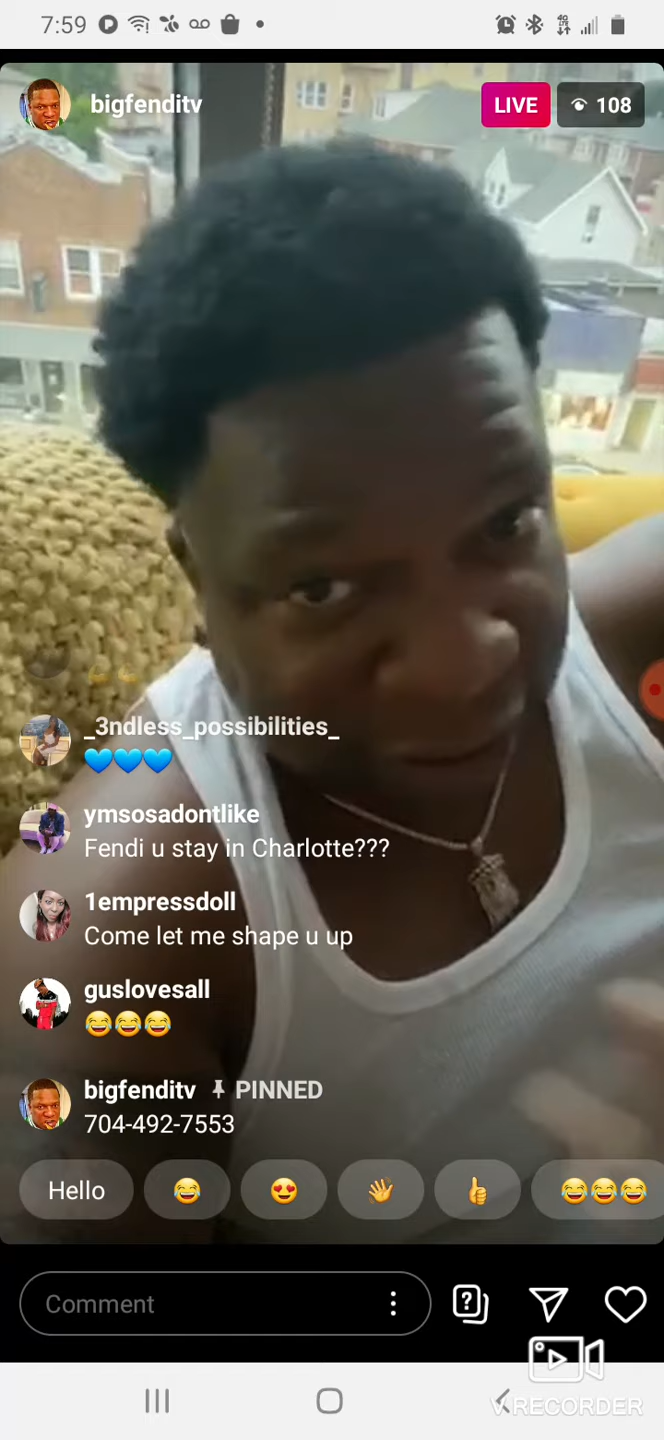 7:59
bigfenditv
LIVE
108
_3ndless_possibilities_
💙💙💙
ymsosadontlike
Fendi u stay in Charlotte???
1empressdoll
Come let me shape u up
guslovesall
😂😂😂
bigfenditv PINNED
704-492-7553
Hello 😂 😍 👋 👍 😂😂😂
Comment
V RECORDER